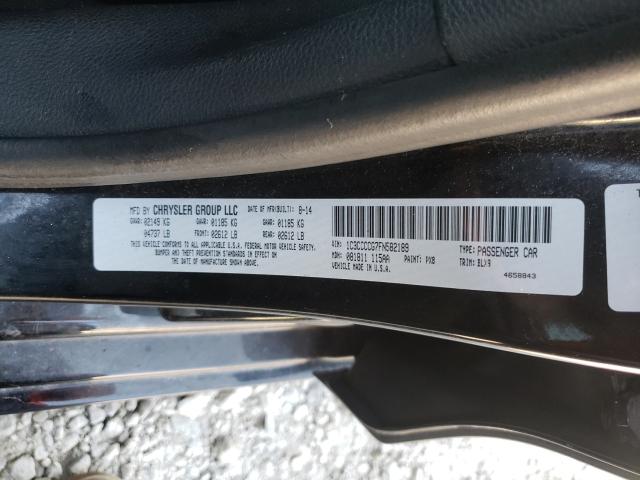 MFD BY CHRYSLER GROUP LLC DATE OF MFR(BUILT): 8-14
GVWR: 02149 KG GAWR: 01185 KG GAWR: 01185 KG
04737 LB FRONT: 02612 LB REAR: 02612 LB
THIS VEHICLE CONFORMS TO ALL APPLICABLE U.S.A. FEDERAL MOTOR VEHICLE SAFETY,
BUMPER AND THEFT PREVENTION STANDARDS IN EFFECT ON
THE DATE OF MANUFACTURE SHOWN ABOVE.
VIN: 1C3CCCCG7FN582189 TYPE: PASSENGER CAR
MDH: 081811 115AA PAINT: PX8 TRIM: BLX9
VEHICLE MADE IN U.S.A. 4658843